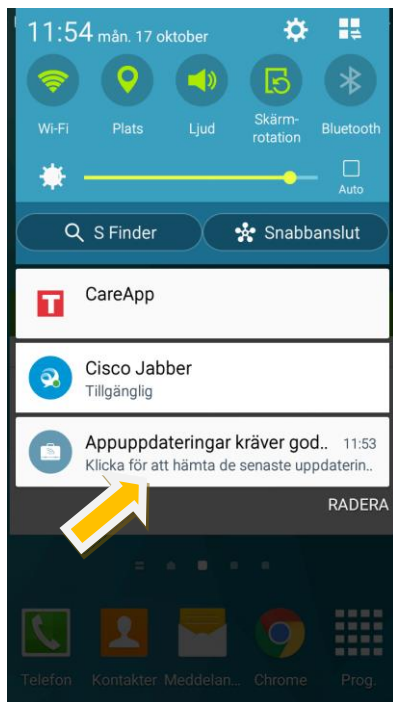 11:54 mån. 17 oktober
Wi-Fi Plats Ljud Skärm-
rotation Bluetooth
Auto
S Finder Snabbanslut
T CareApp
Cisco Jabber
Tillgänglig
Appuppdateringar kräver god.. 11:53
Klicka för att hämta de senaste uppdaterin..
RADERA
Telefon Kontakter Meddelan... Chrome Prog.